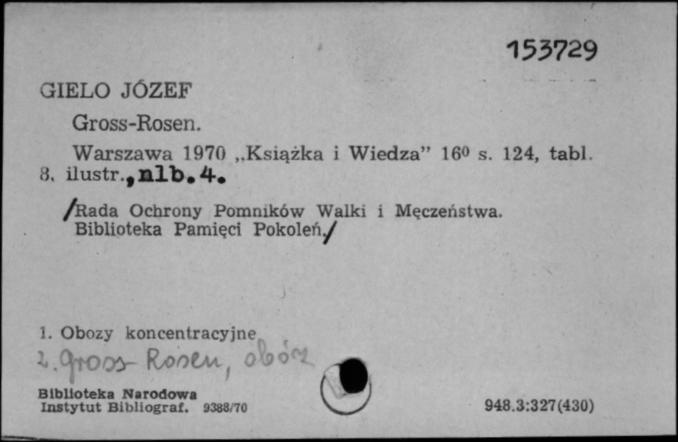 153729
GIELO JÓZEF
Gross-Rosen.
Warszawa 1970 „Książka i Wiedza” 16⁰ s. 124, tabl.
8, ilustr., nlb. 4.
/Rada Ochrony Pomników Walki i Męczeństwa.
Biblioteka Pamięci Pokoleń./
1. Obozy koncentracyjne
2. Gross-Rosen, obóz
Biblioteka Narodowa
Instytut Bibliograf. 9388/70
948.3:327(430)